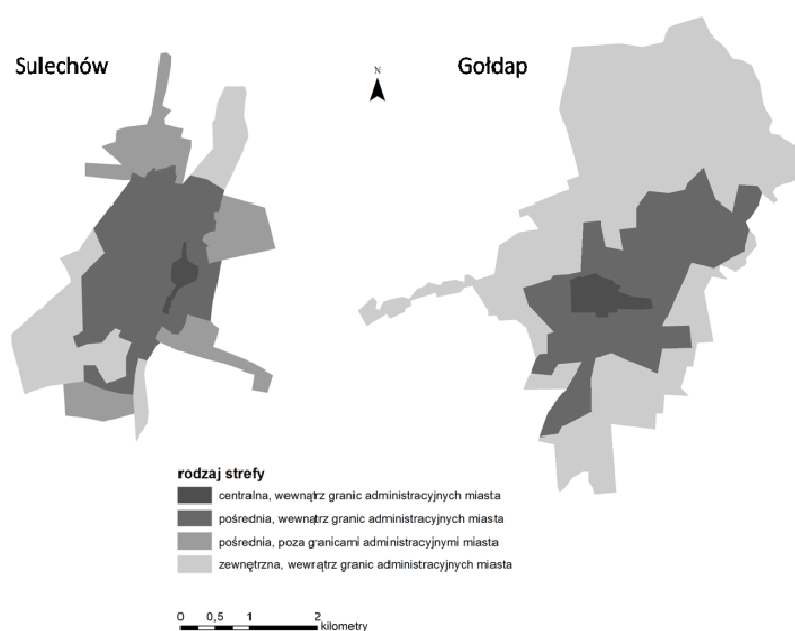 Sulechów
Gołdap
N
rodzaj strefy
centralna, wewnątrz granic administracyjnych miasta
pośrednia, wewnątrz granic administracyjnych miasta
pośrednia, poza granicami administracyjnymi miasta
zewnętrzna, wewnątrz granic administracyjnych miasta
0 0,5 1 2
kilometry